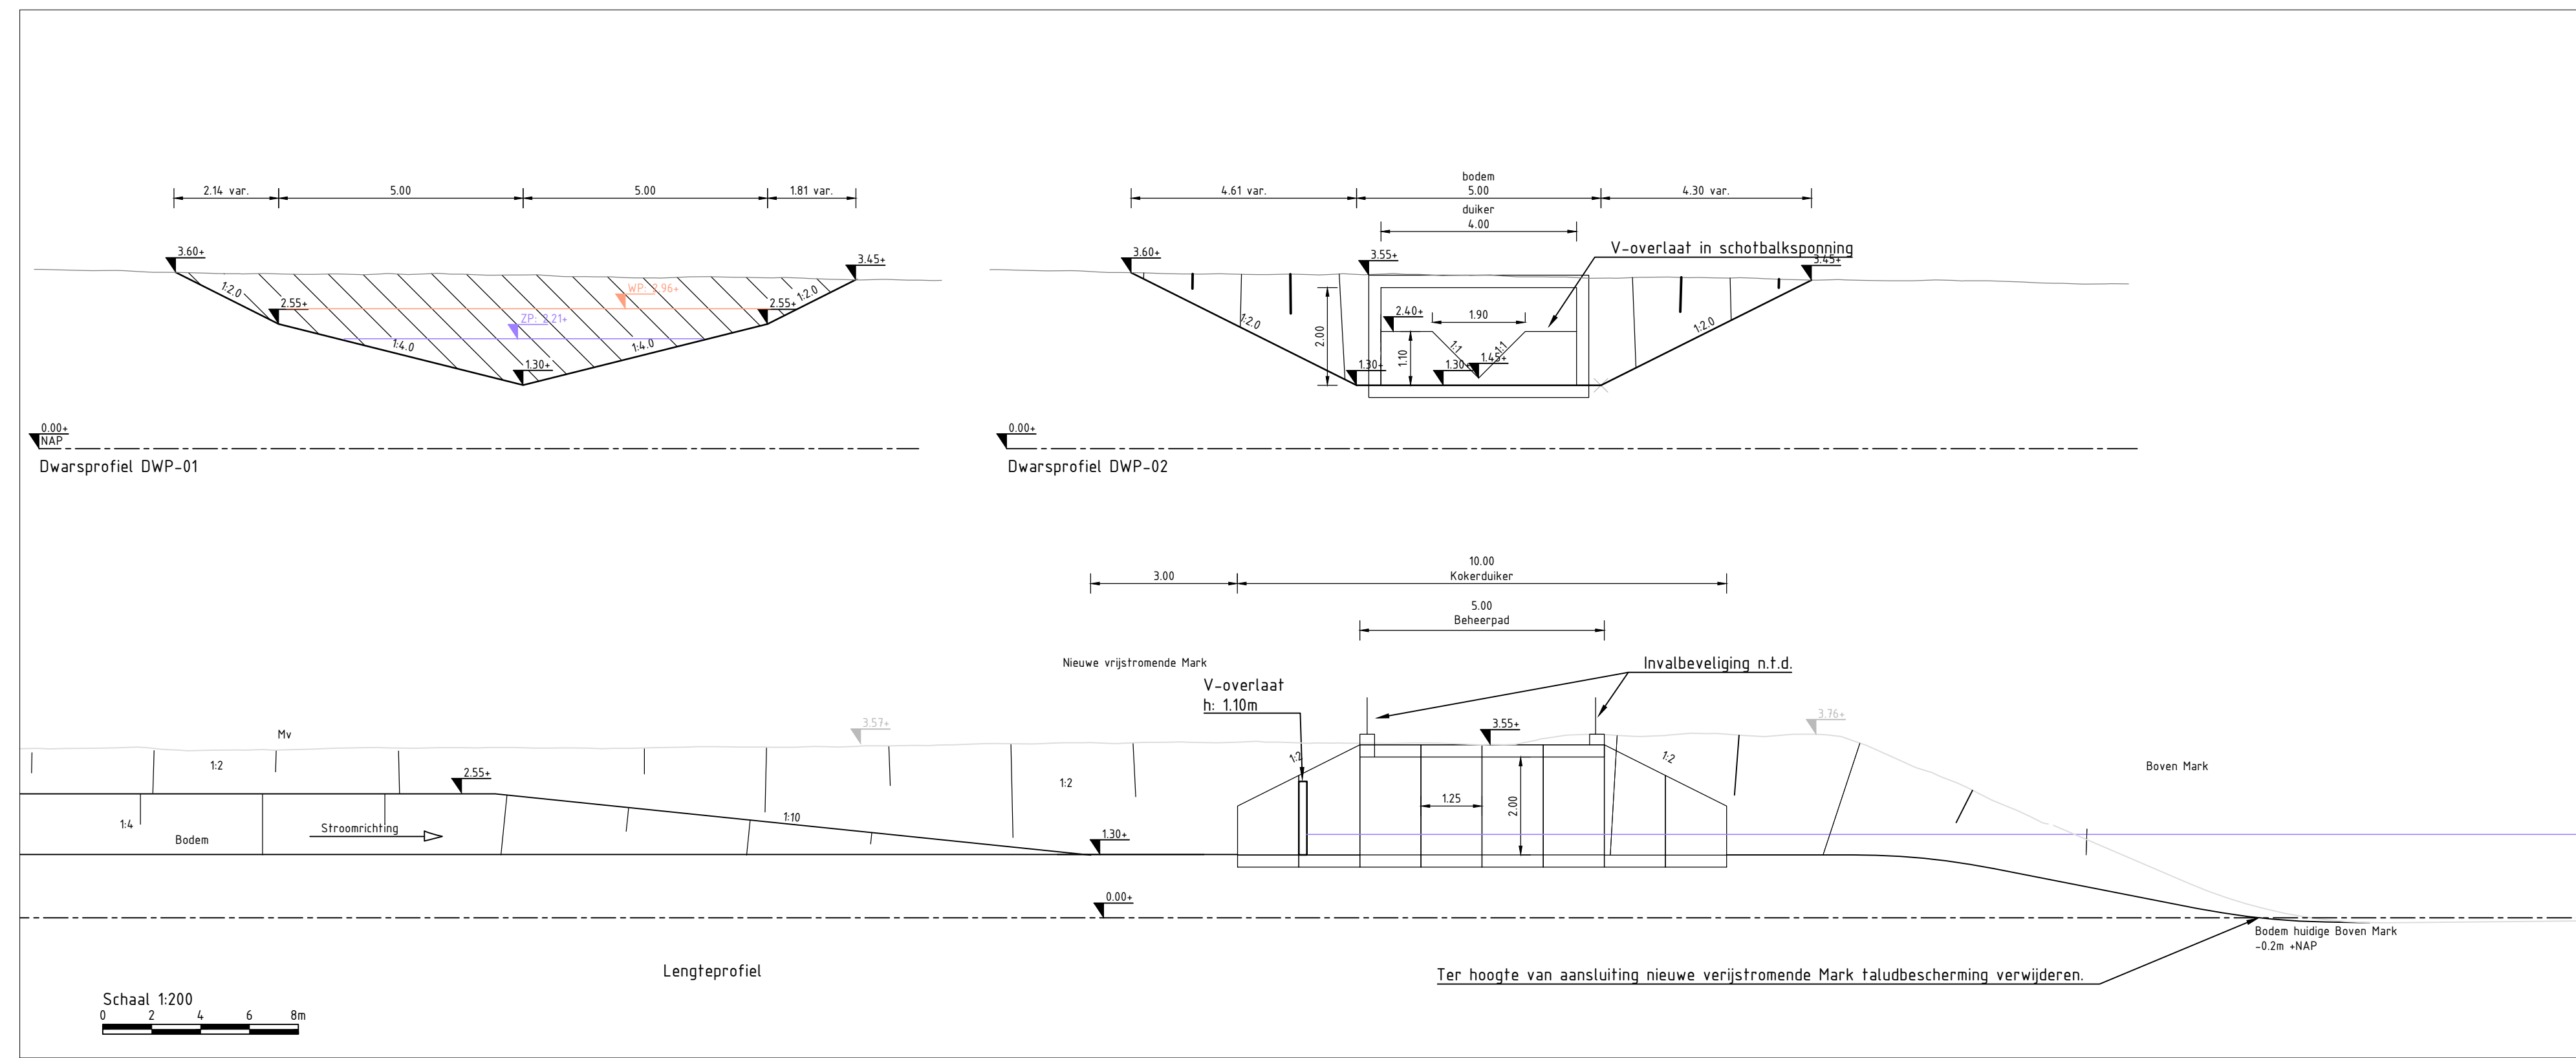 2.14 var.
5.00
5.00
1.81 var.
3.60+
3.45+
1:2.0
2.55+
WP: 2.96+
2.55+
1:2.0
ZP: 2.21+
1:4.0
1:4.0
1.30+
0.00+
NAP
Dwarsprofiel DWP-01
bodem
4.61 var.
5.00
4.30 var.
duiker
4.00
V-overlaat in schotbalksponning
3.60+
3.55+
3.45+
2.40+
1.90
1:2.0
2.00
1:1
1:1
1:2.0
1.10
1.45+
1.30+
1.30+
0.00+
Dwarsprofiel DWP-02
10.00
3.00
Kokerduiker
5.00
Beheerpad
Nieuwe vrijstromende Mark
Invalbeveliging n.t.d.
V-overlaat
h: 1.10m
3.57+
3.55+
3.76+
Mv
1:2
1:2
1:2
1:2
Boven Mark
2.55+
1.25
2.00
1:4
Stroomrichting
1:10
Bodem
1.30+
0.00+
Bodem huidige Boven Mark
-0.2m +NAP
Lengteprofiel
Ter hoogte van aansluiting nieuwe verijstromende Mark taludbescherming verwijderen.
Schaal 1:200
0 2 4 6 8m